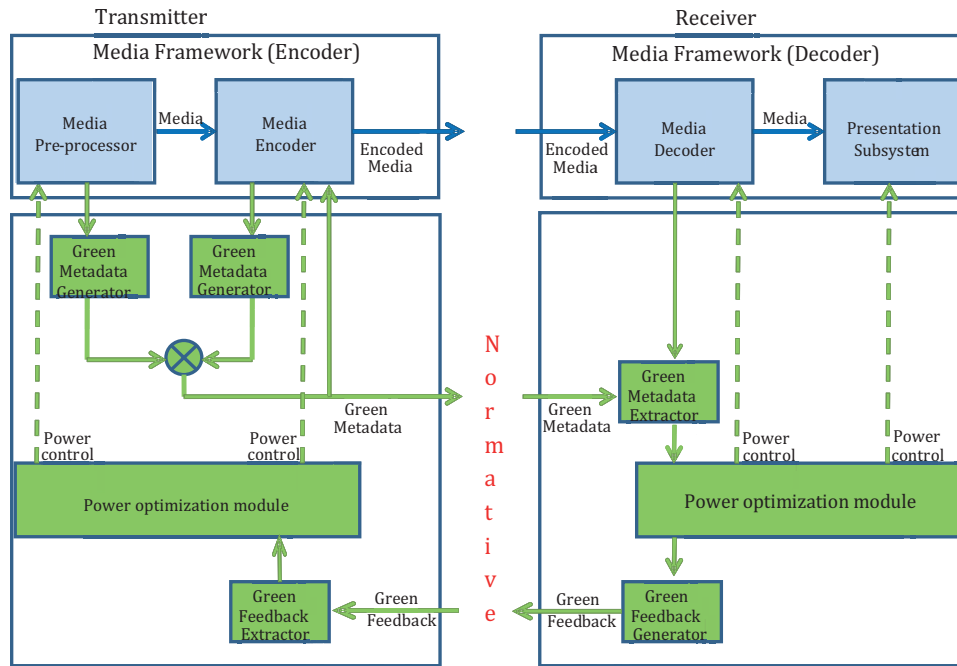 Transmitter
Receiver
Media Framework (Encoder)
Media Framework (Decoder)
Media
Pre-processor
Media
Media
Encoder
Encoded
Media
Encoded
Media
Media
Decoder
Media
Presentation
Subsystem
Green
Metadata
Generator
Green
Metadata
Generator
Normative
Green
Metadata
Green
Metadata
Green
Metadata
Extractor
Power
control
Power
control
Power
control
Power
control
Power optimization module
Power optimization module
Green
Feedback
Extractor
Green
Feedback
Green
Feedback
Green
Feedback
Generator